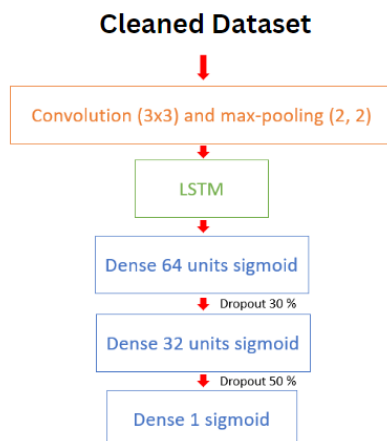 Cleaned Dataset
Convolution (3x3) and max-pooling (2, 2)
LSTM
Dense 64 units sigmoid
Dropout 30 %
Dense 32 units sigmoid
Dropout 50 %
Dense 1 sigmoid